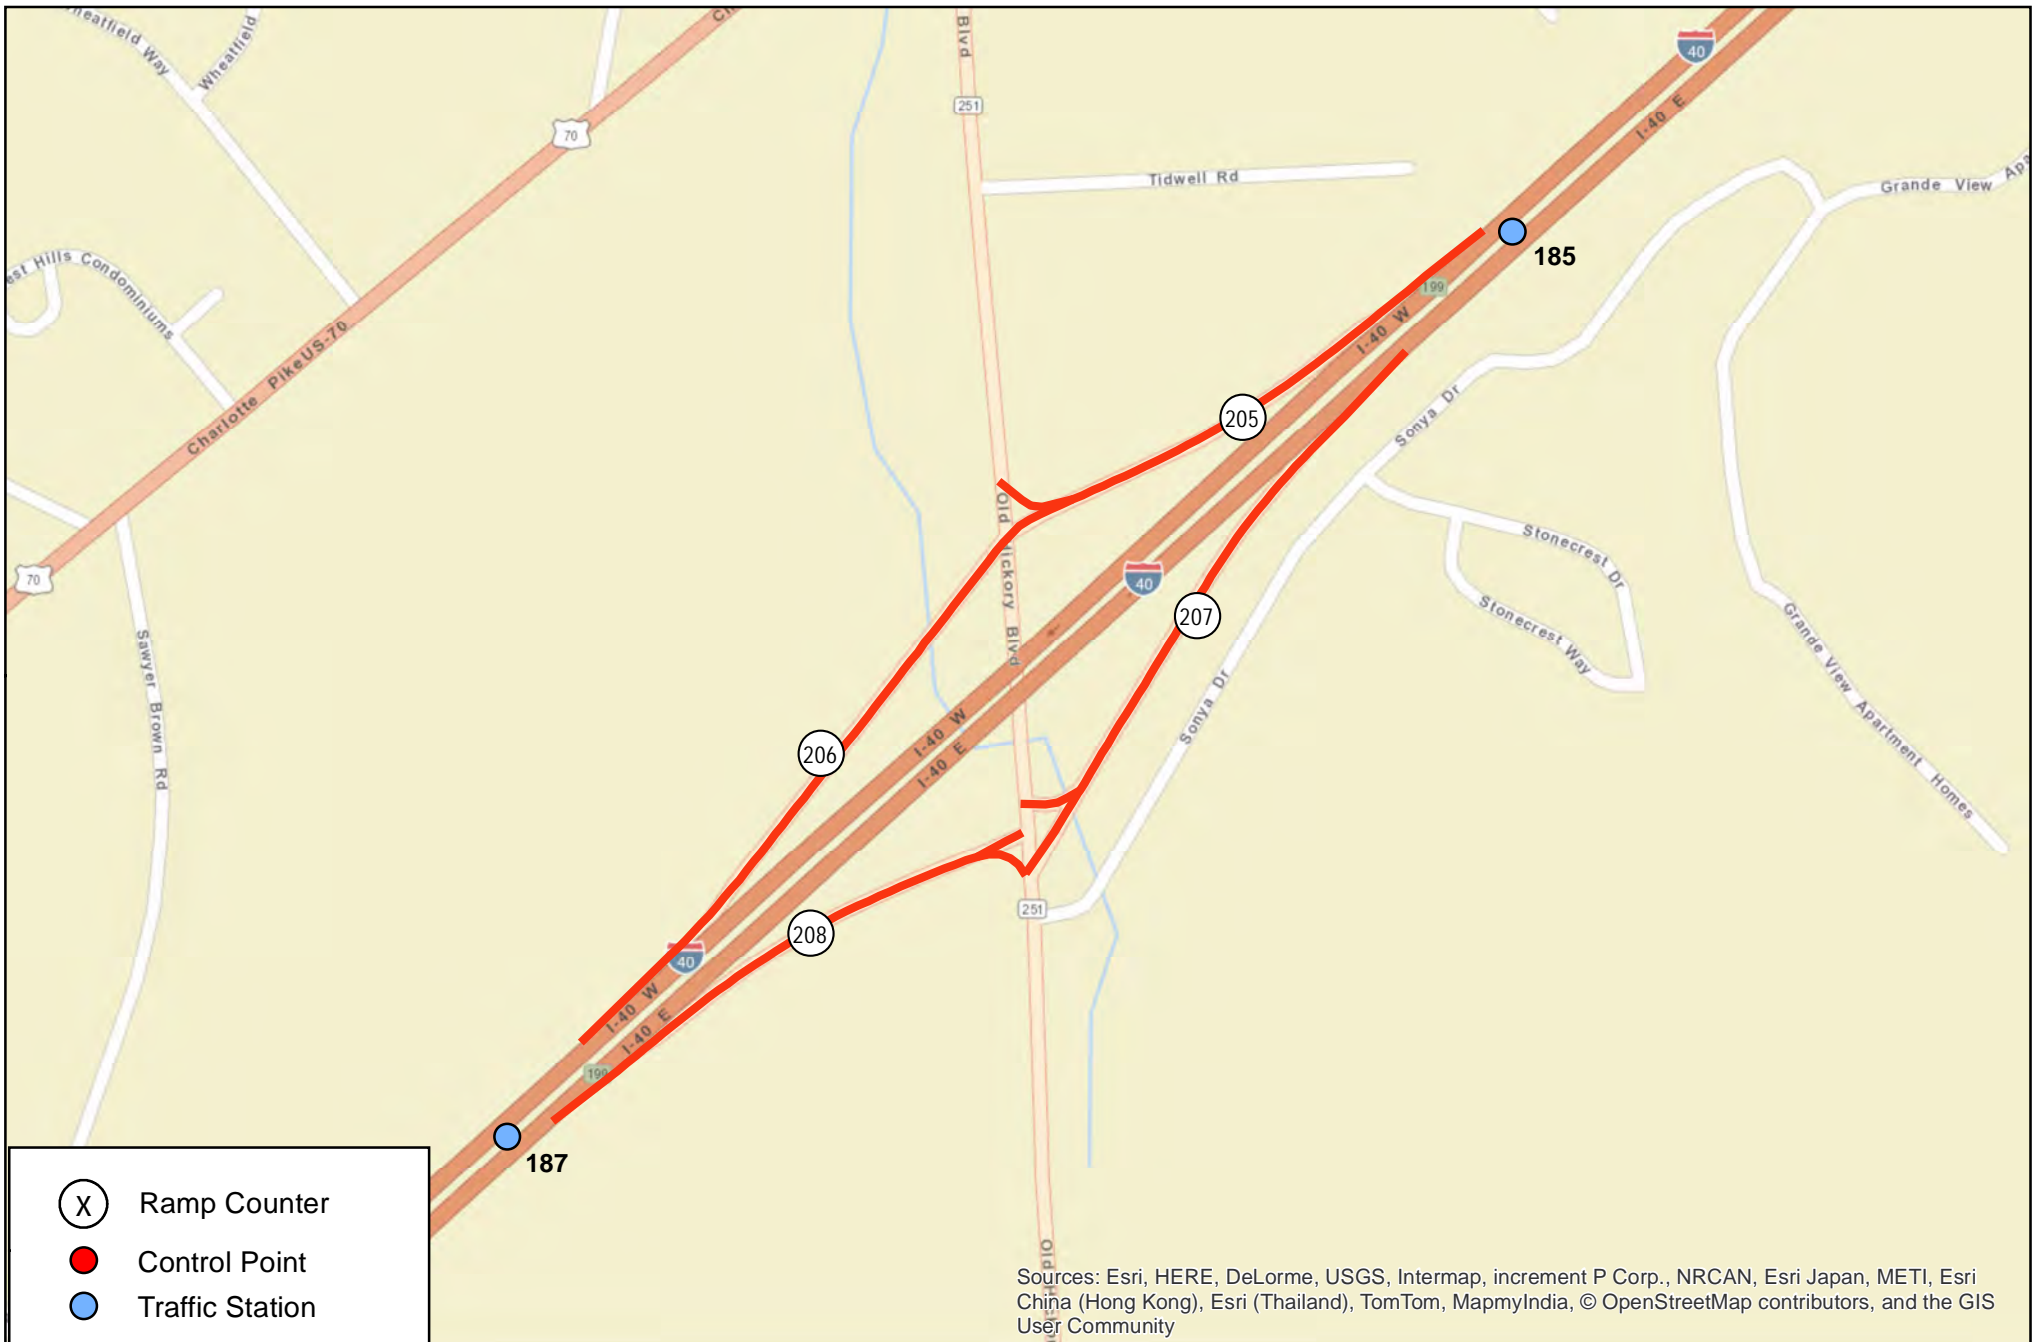 Wheatfield
Way
Blvd
40
I-40 E
251
70
Tidwell Rd
Grande View
185
199
I-40 W
est Hills Condominiums
Charlotte Pike US-70
205
Sonya Dr
Old Hickory Blvd
Stonecrest Dr
Stonecrest Way
40
70
207
Grande View Apartment Homes
Sawyer Brown Rd
Sonya Dr
206
I-40 W
I-40 E
251
208
40
I-40 W
I-40 E
199
187
X Ramp Counter
Control Point
Traffic Station
Old
Sources: Esri, HERE, DeLorme, USGS, Intermap, increment P Corp., NRCAN, Esri Japan, METI, Esri
China (Hong Kong), Esri (Thailand), TomTom, MapmyIndia, © OpenStreetMap contributors, and the GIS
User Community